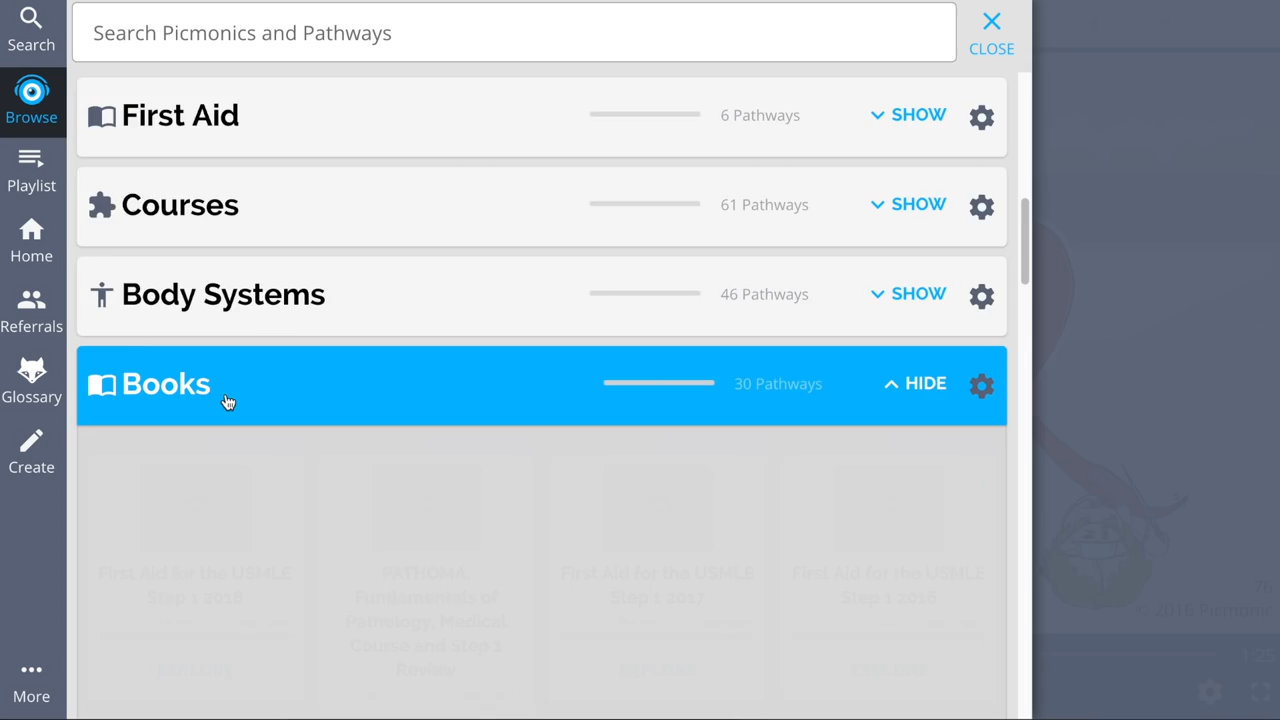 Search
Search Picmonics and Pathways
CLOSE
Browse
Playlist
Home
Referrals
Glossary
Create
More
First Aid
6 Pathways
SHOW
Courses
61 Pathways
SHOW
Body Systems
46 Pathways
SHOW
Books
30 Pathways
HIDE
First Aid for the USMLE
Step 1 2018
PATHOMA
Fundamentals of
Pathology, Medical
Course and Step 1
Review
First Aid for the USMLE
Step 1 2017
First Aid for the USMLE
Step 1 2016
EXPLORE
EXPLORE
© 2016 Picmonic